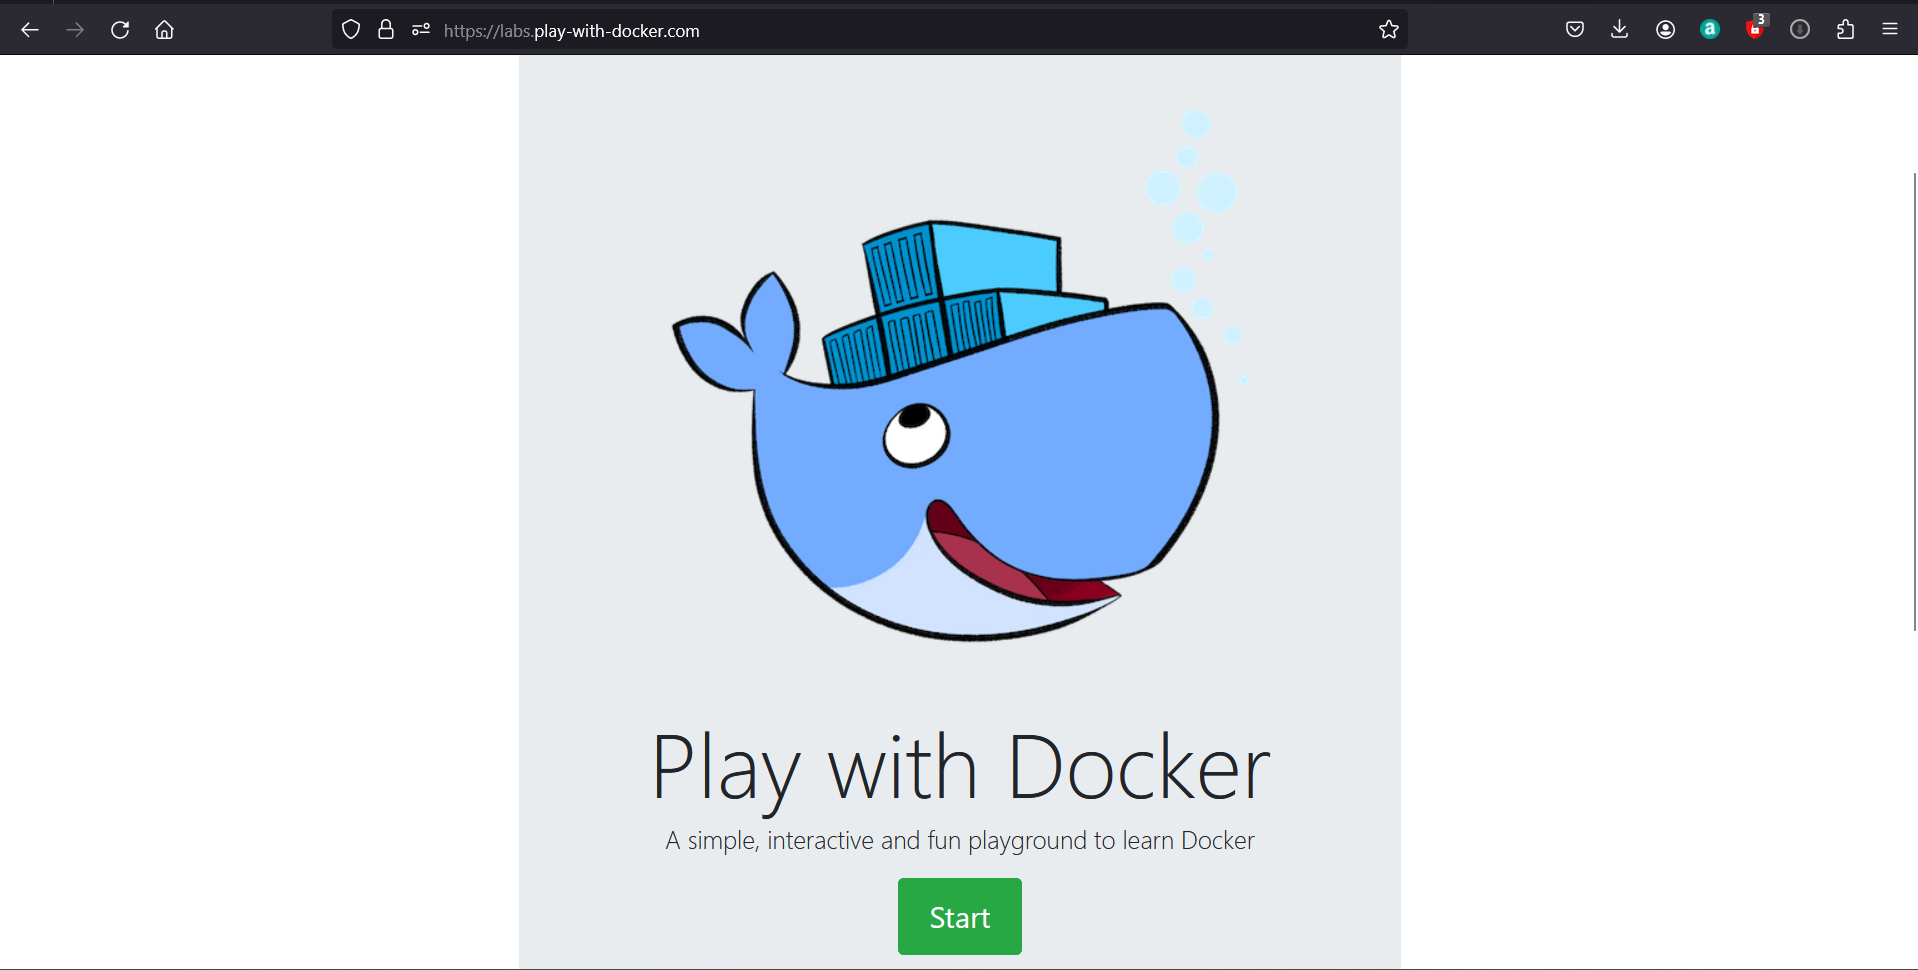 https://labs.play-with-docker.com
a
3
Play with Docker
A simple, interactive and fun playground to learn Docker
Start